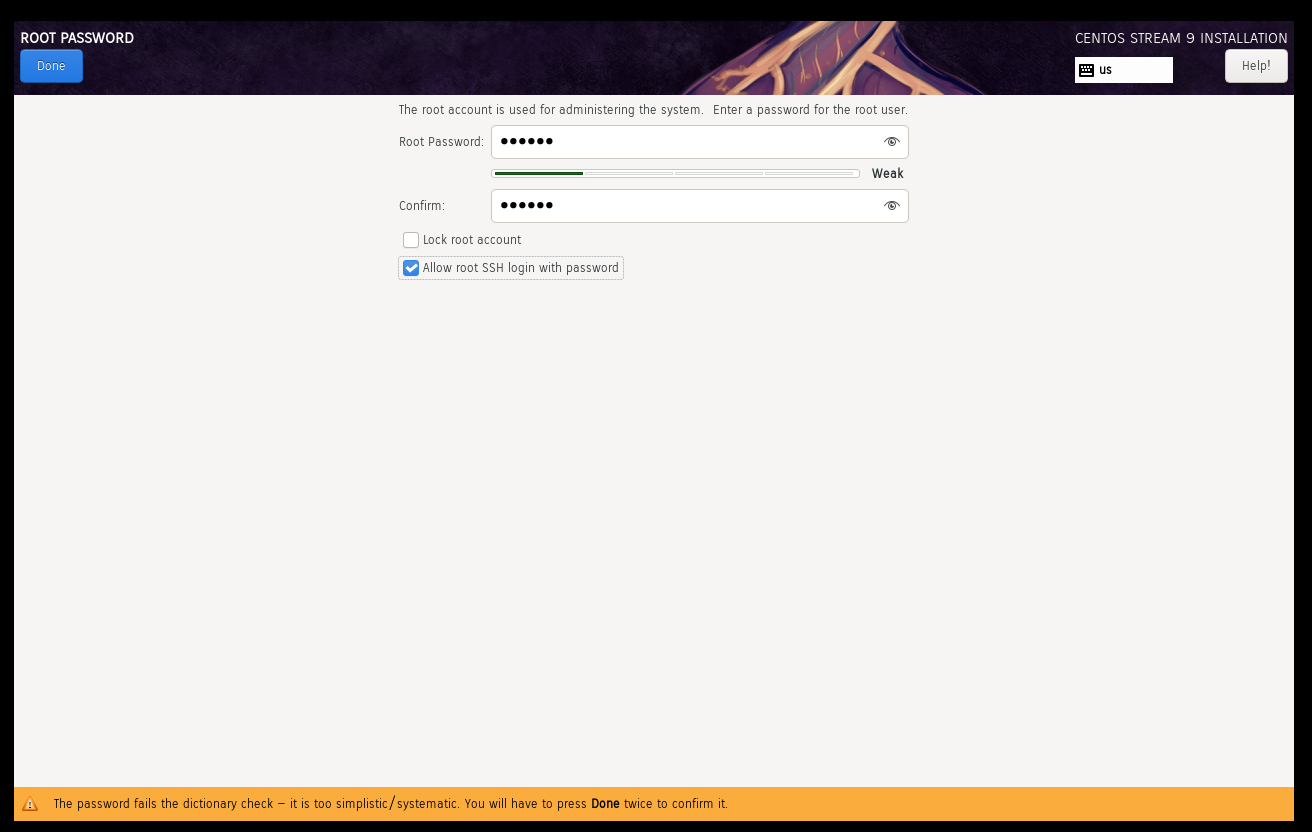 ROOT PASSWORD
CENTOS STREAM 9 INSTALLATION
Done
us
Help!
The root account is used for administering the system. Enter a password for the root user.
Root Password: ●●●●●●
Weak
Confirm: ●●●●●●
Lock root account
Allow root SSH login with password
The password fails the dictionary check – it is too simplistic/systematic. You will have to press Done twice to confirm it.